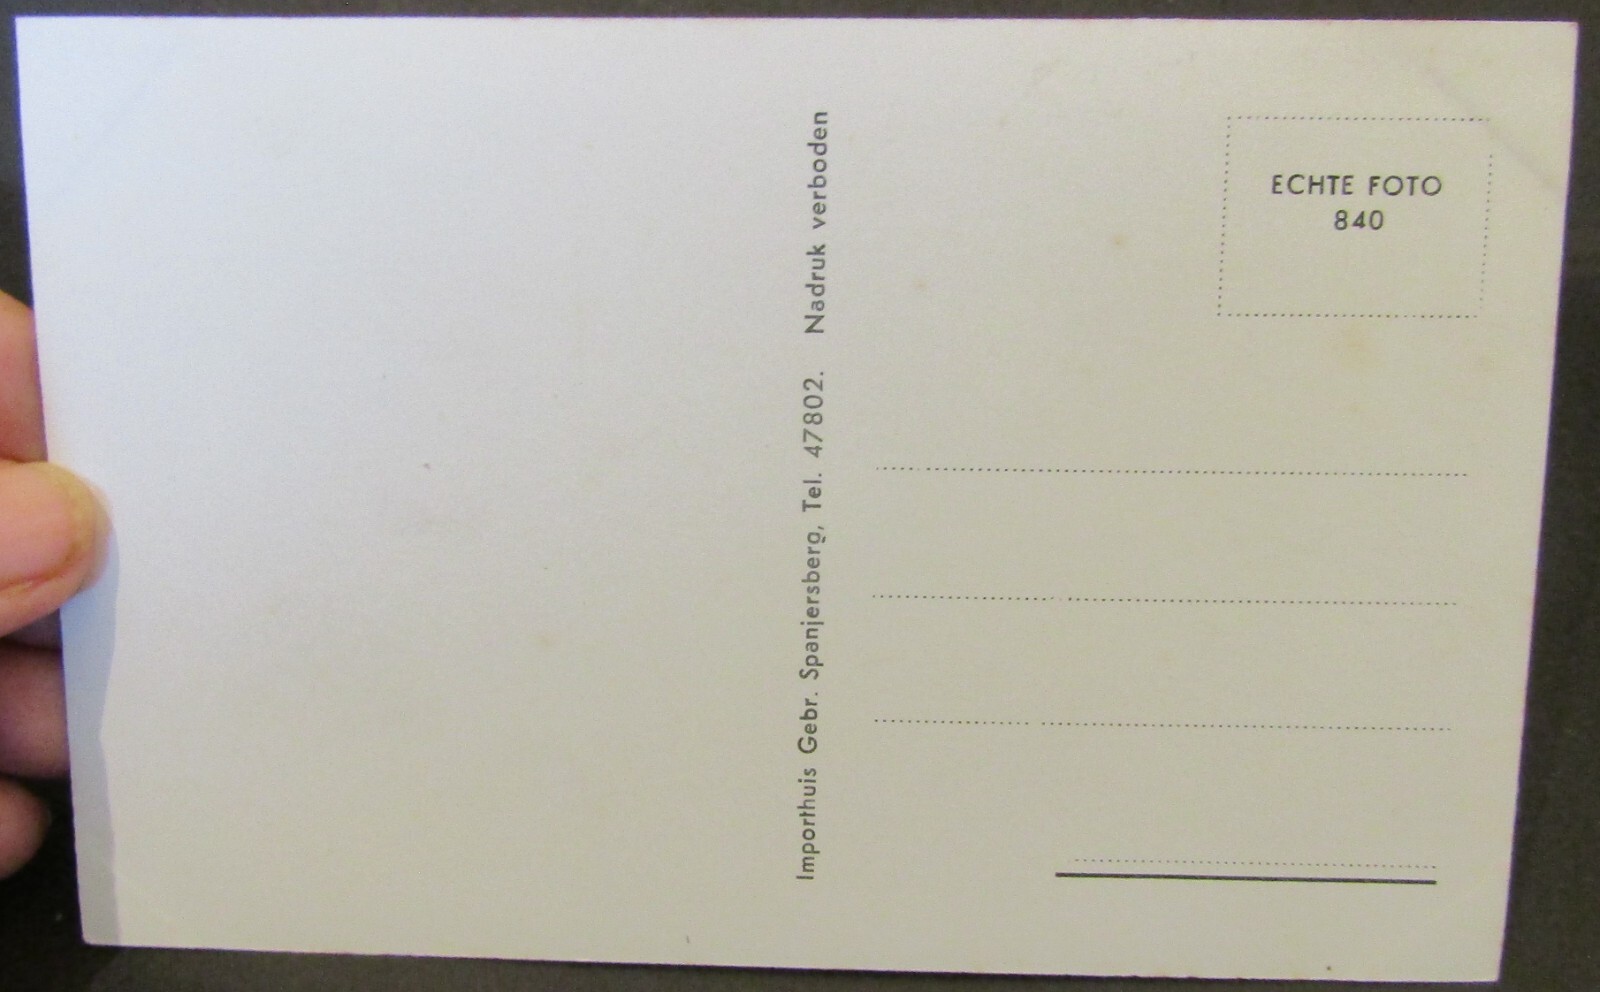 Importhuis Gebr. Spanjersberg, Tel. 47802. Nadruk verboden
ECHTE FOTO
840